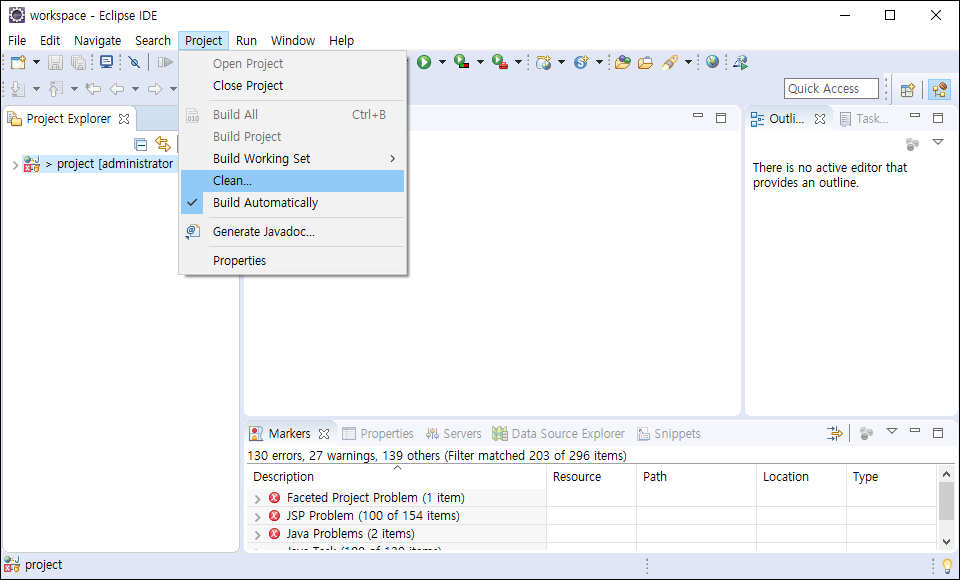 workspace - Eclipse IDE
File Edit Navigate Search Project Run Window Help
Open Project
Close Project
Build All Ctrl+B
Build Project
Build Working Set
Clean...
Build Automatically
Generate Javadoc...
Properties
Quick Access
Project Explorer
> project [administrator
Outli... Task...
There is no active editor that
provides an outline.
Markers Properties Servers Data Source Explorer Snippets
130 errors, 27 warnings, 139 others (Filter matched 203 of 296 items)
Description Resource Path Location Type
Faceted Project Problem (1 item)
JSP Problem (100 of 154 items)
Java Problems (2 items)
project